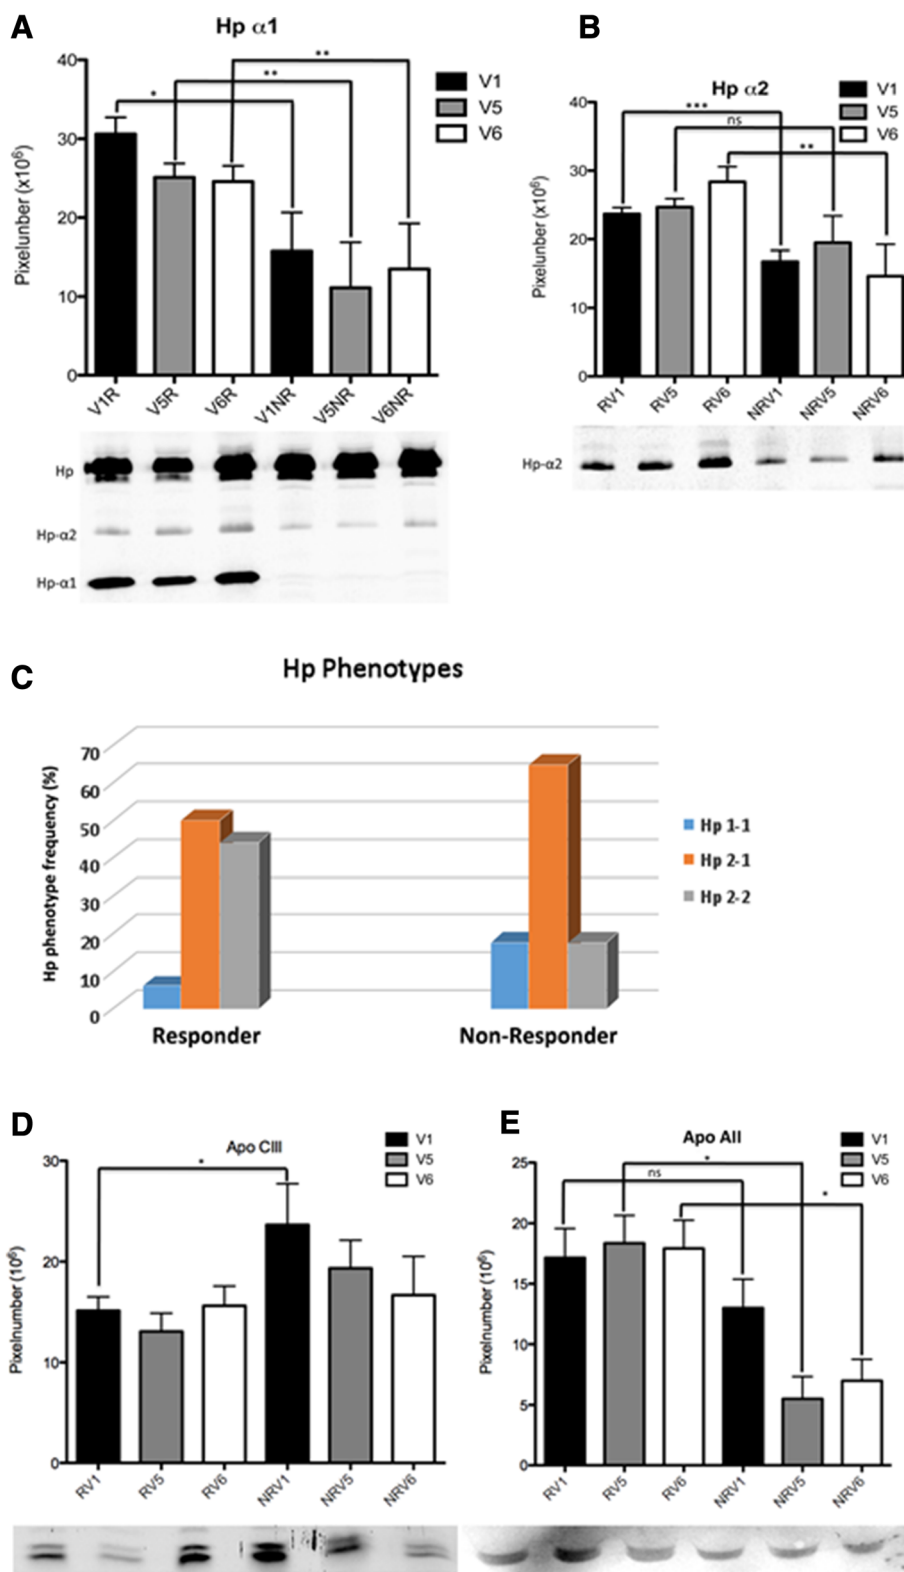 A
Hp α1
**
**
*
V1
V5
V6
40
30
20
10
0
Pixelunber (x10⁶)
V1R V5R V6R V1NR V5NR V6NR
Hp
Hp-α2
Hp-α1
B
Hp α2
***
ns
**
V1
V5
V6
40
30
20
10
0
Pixelunber (x10⁶)
RV1 RV5 RV6 NRV1 NRV5 NRV6
Hp-α2
C
Hp Phenotypes
Hp phenotype frequency (%)
70
60
50
40
30
20
10
0
Responder Non-Responder
Hp 1-1
Hp 2-1
Hp 2-2
D
Apo CIII
*
V1
V5
V6
30
20
10
0
Pixelnumber (10⁶)
RV1 RV5 RV6 NRV1 NRV5 NRV6
E
Apo AII
*
ns
*
V1
V5
V6
25
20
15
10
5
0
Pixelnumber (10⁶)
RV1 RV5 RV6 NRV1 NRV5 NRV6